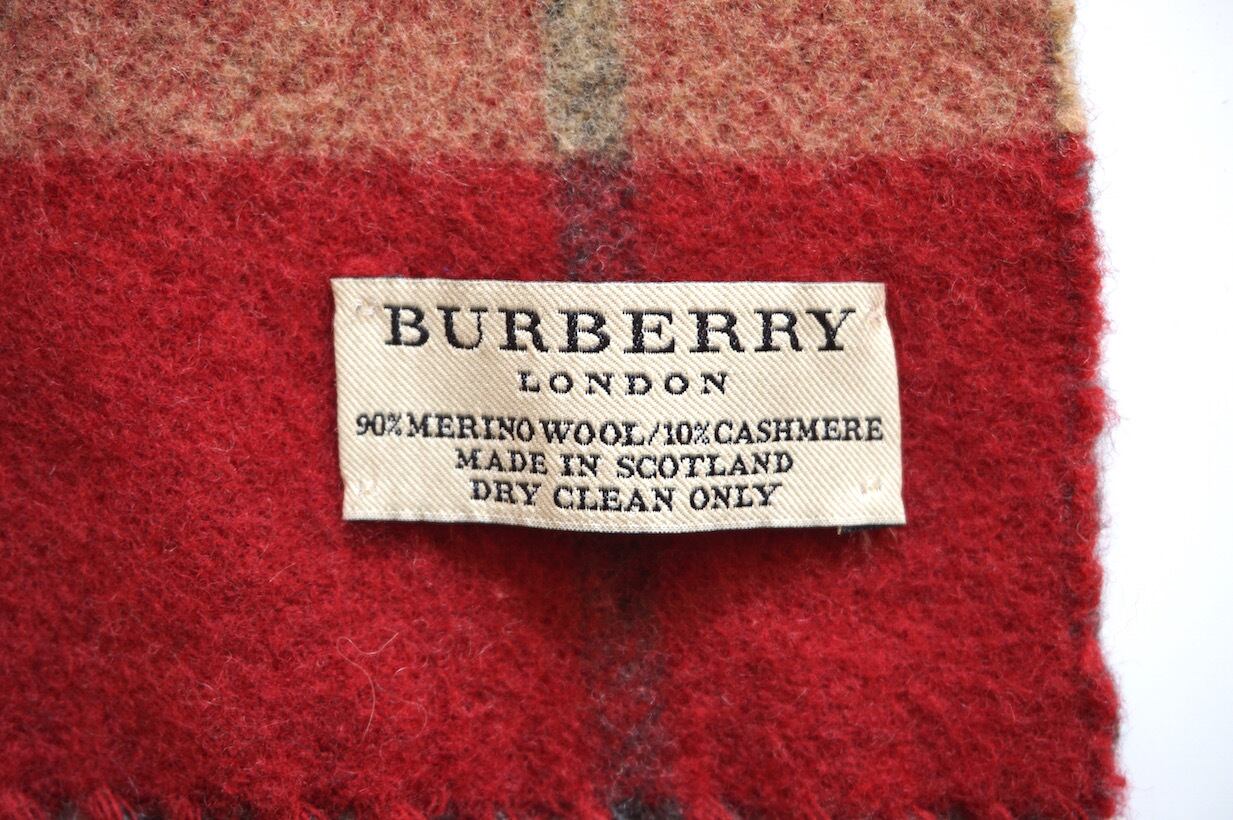 BURBERRY
LONDON
90% MERINO WOOL/10% CASHMERE
MADE IN SCOTLAND
DRY CLEAN ONLY